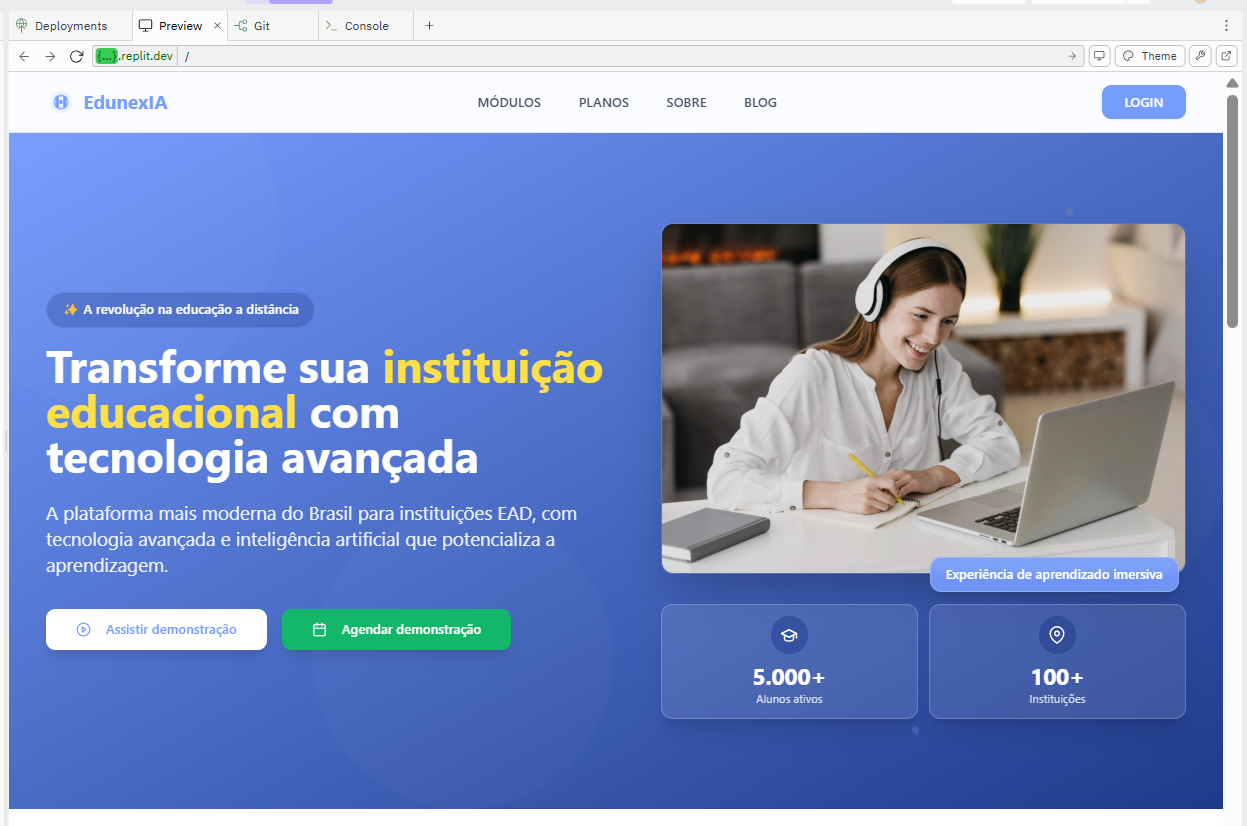 Deployments
Preview
Git
Console
{...}.replit.dev
/
Theme
EdunexIA
MÓDULOS
PLANOS
SOBRE
BLOG
LOGIN
✨ A revolução na educação a distância
Transforme sua instituição
educacional com
tecnologia avançada
A plataforma mais moderna do Brasil para instituições EAD, com
tecnologia avançada e inteligência artificial que potencializa a
aprendizagem.
Assistir demonstração
Agendar demonstração
Experiência de aprendizado imersiva
5.000+
Alunos ativos
100+
Instituições